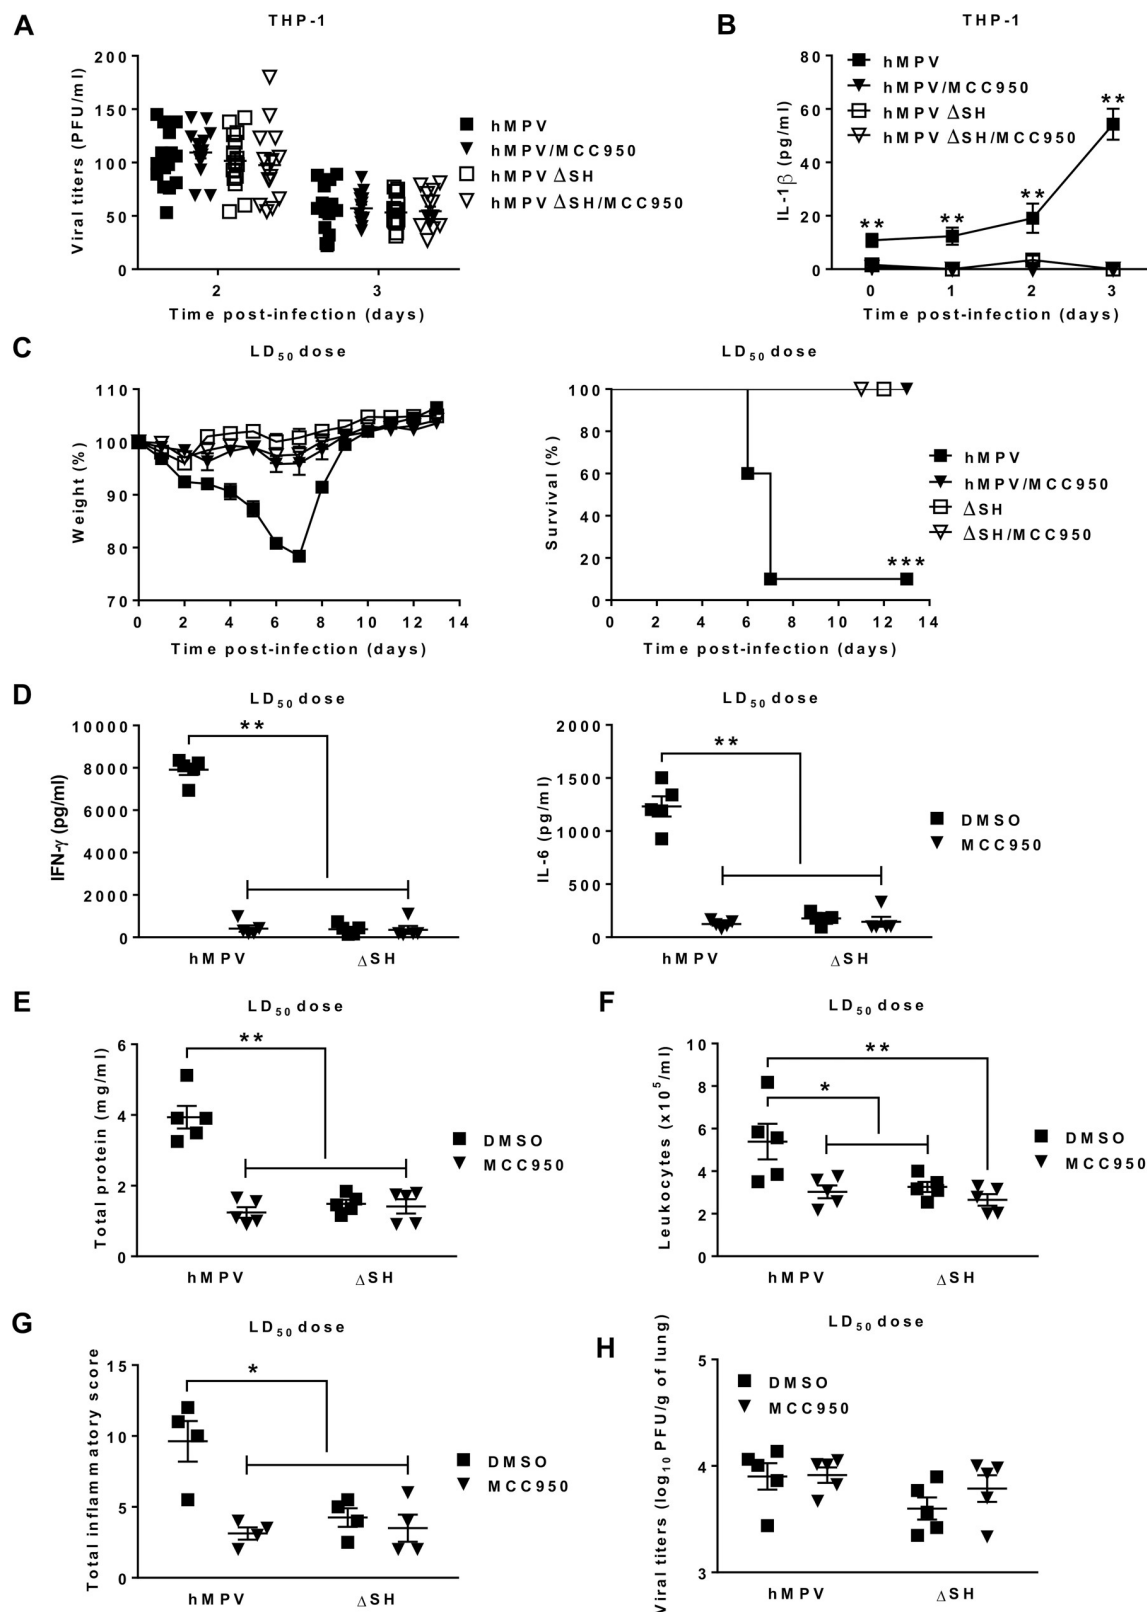 A
THP-1
Viral titers (PFU/ml)
200
150
100
50
0
2
3
Time post-infection (days)
hMPV
hMPV/MCC950
hMPV ΔSH
hMPV ΔSH/MCC950
B
THP-1
IL-1β (pg/ml)
80
60
40
20
0
hMPV
hMPV/MCC950
hMPV ΔSH
hMPV ΔSH/MCC950
**
**
**
**
0
1
2
3
Time post-infection (days)
C
LD50 dose
Weight (%)
110
100
90
80
70
0 2 4 6 8 10 12 14
Time post-infection (days)
LD50 dose
Survival (%)
100
80
60
40
20
0
***
0 2 4 6 8 10 12 14
Time post-infection (days)
hMPV
hMPV/MCC950
ΔSH
ΔSH/MCC950
D
LD50 dose
IFN-γ (pg/ml)
10000
8000
6000
4000
2000
0
**
hMPV
ΔSH
LD50 dose
IL-6 (pg/ml)
2000
1500
1000
500
0
**
hMPV
ΔSH
DMSO
MCC950
E
LD50 dose
Total protein (mg/ml)
6
4
2
0
**
hMPV
ΔSH
DMSO
MCC950
F
LD50 dose
Leukocytes (x10^5/ml)
10
8
6
4
2
0
**
*
hMPV
ΔSH
DMSO
MCC950
G
LD50 dose
Total inflammatory score
15
10
5
0
*
hMPV
ΔSH
DMSO
MCC950
H
LD50 dose
Viral titers (log10 PFU/g of lung)
5
4
3
DMSO
MCC950
hMPV
ΔSH